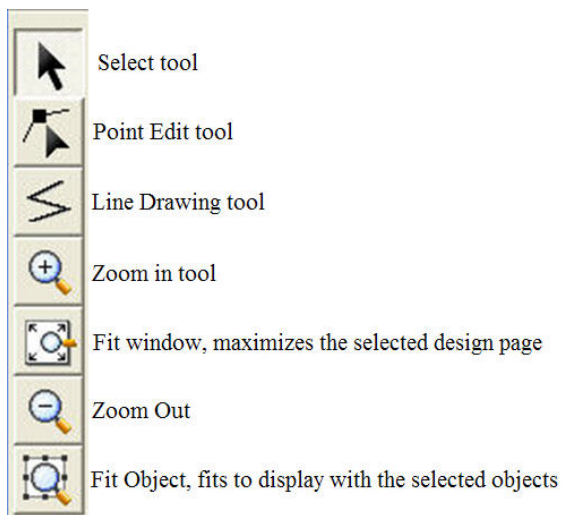 Select tool
Point Edit tool
Line Drawing tool
Zoom in tool
Fit window, maximizes the selected design page
Zoom Out
Fit Object, fits to display with the selected objects